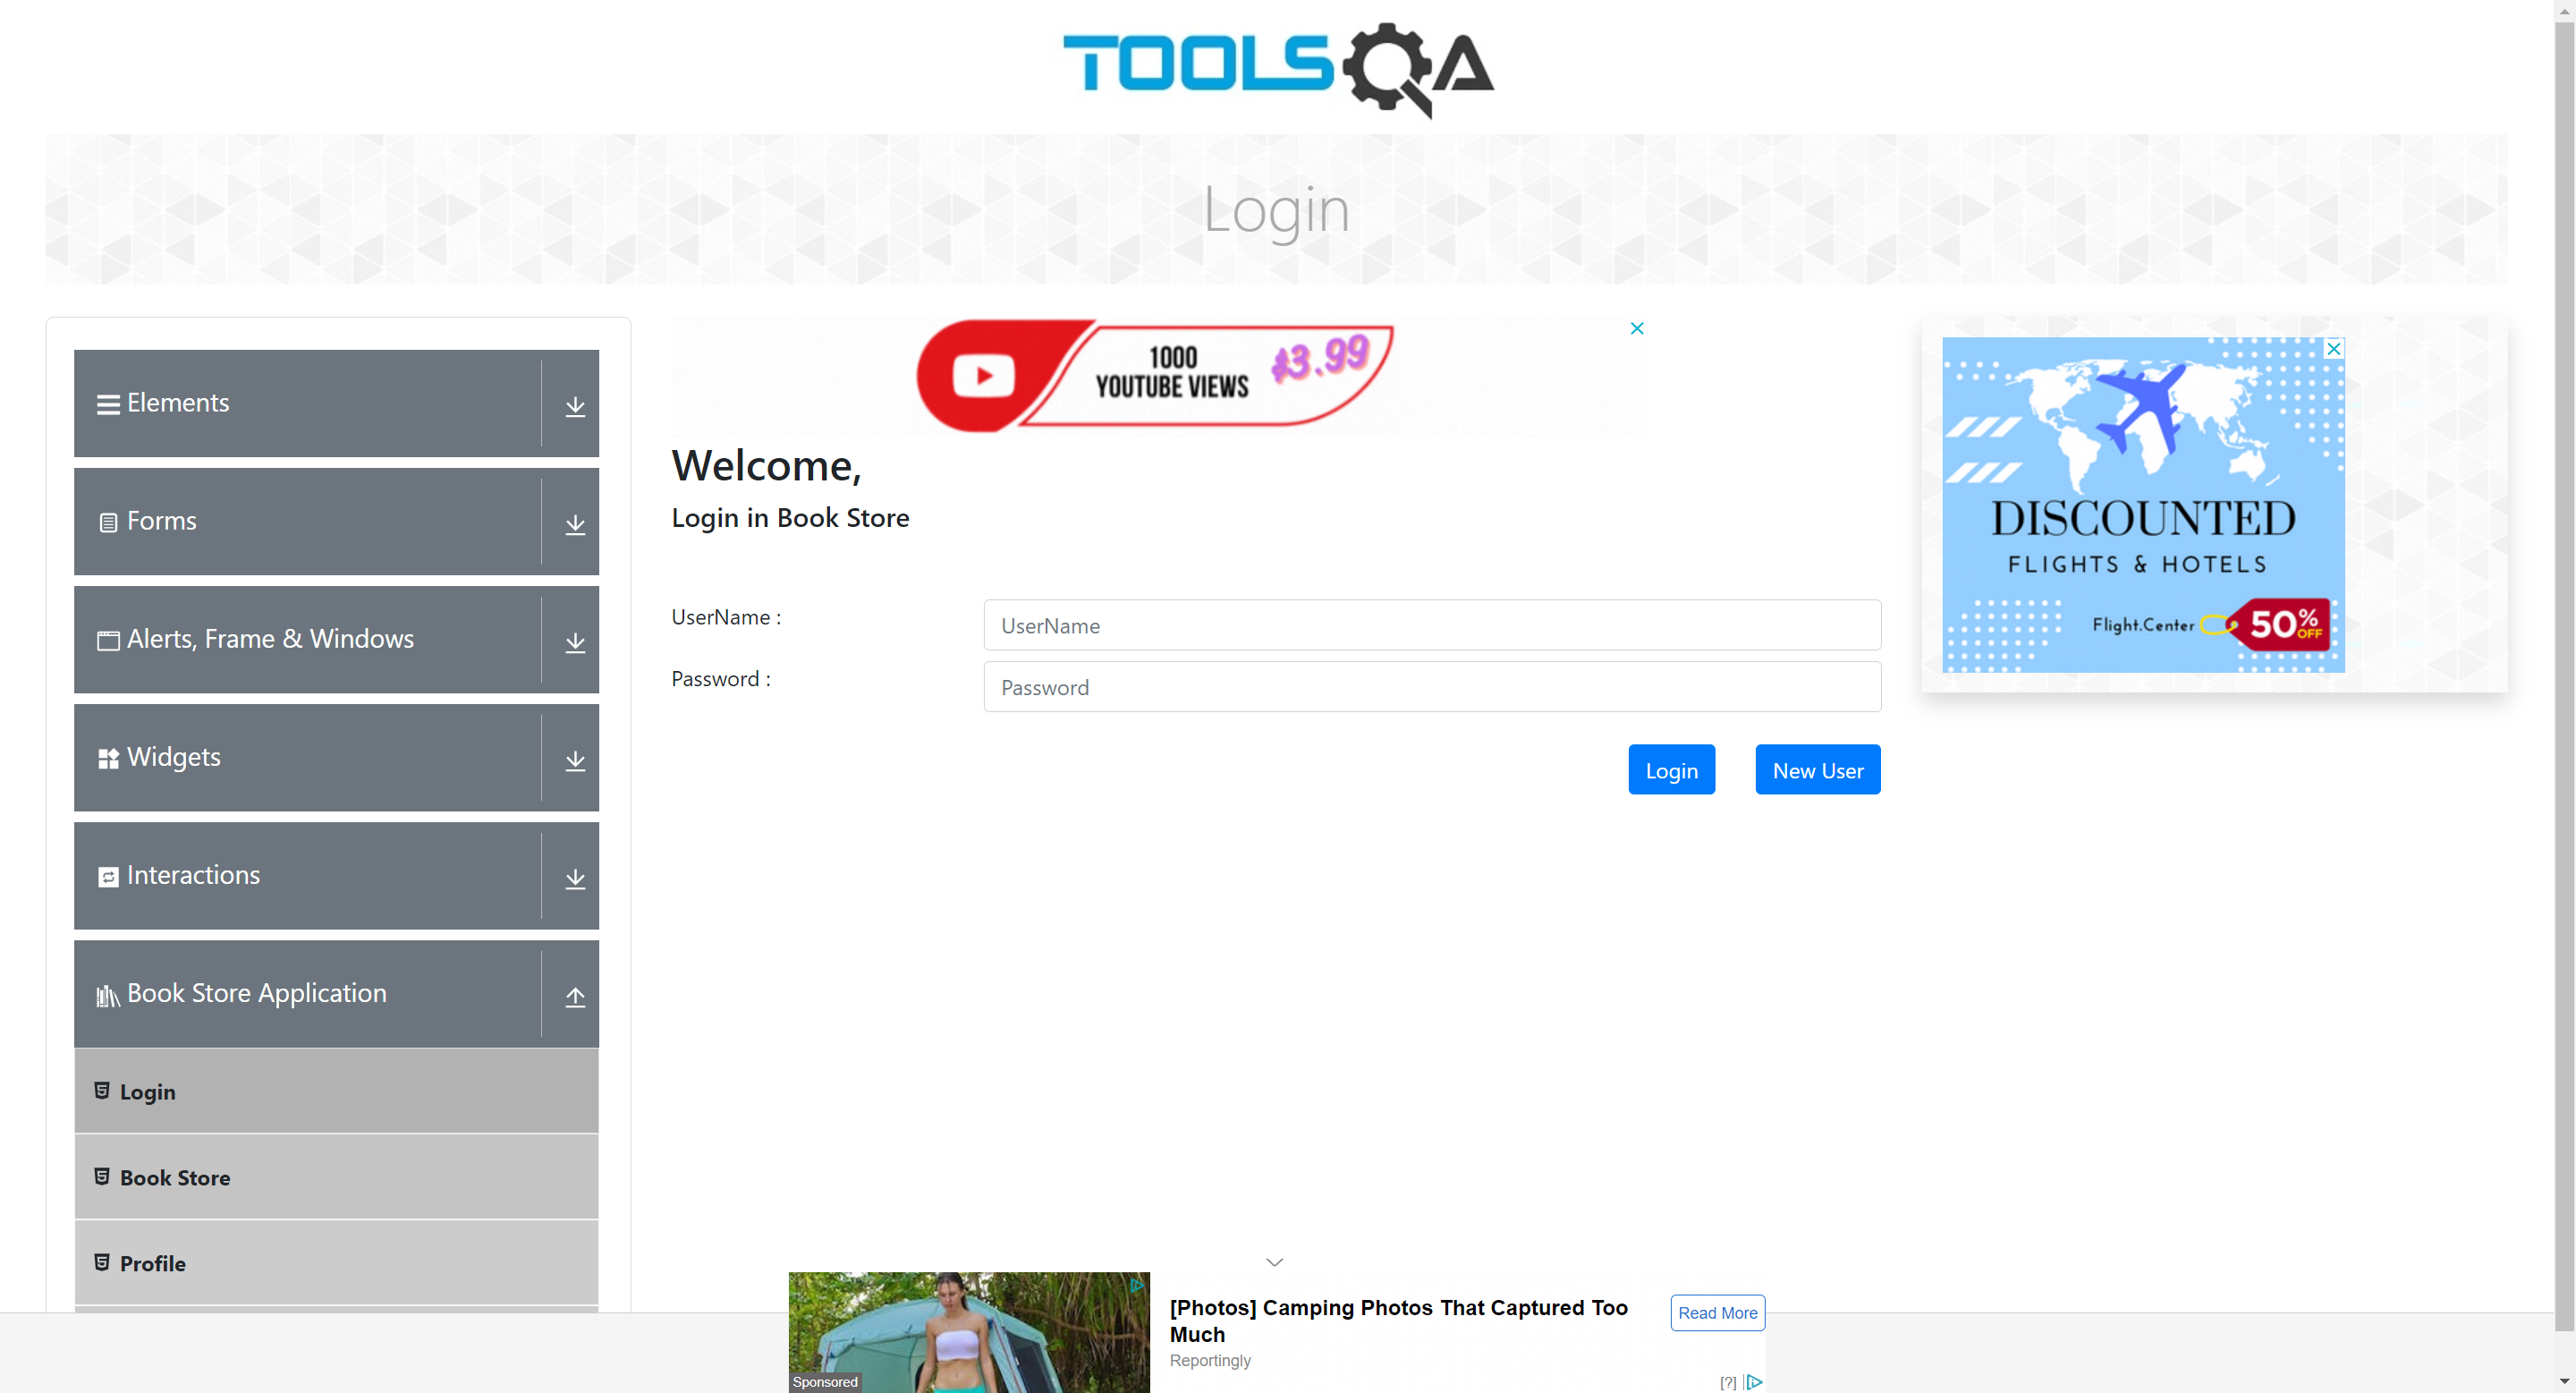 TOOLSQA
Login
Elements
Forms
Alerts, Frame & Windows
Widgets
Interactions
Book Store Application
Login
Book Store
Profile
1000
YOUTUBE VIEWS
$3.99
Welcome,
Login in Book Store
UserName :
UserName
Password :
Password
Login
New User
DISCOUNTED
FLIGHTS & HOTELS
Flight.Center
50% OFF
Sponsored
[Photos] Camping Photos That Captured Too
Much
Reportingly
Read More
[?]